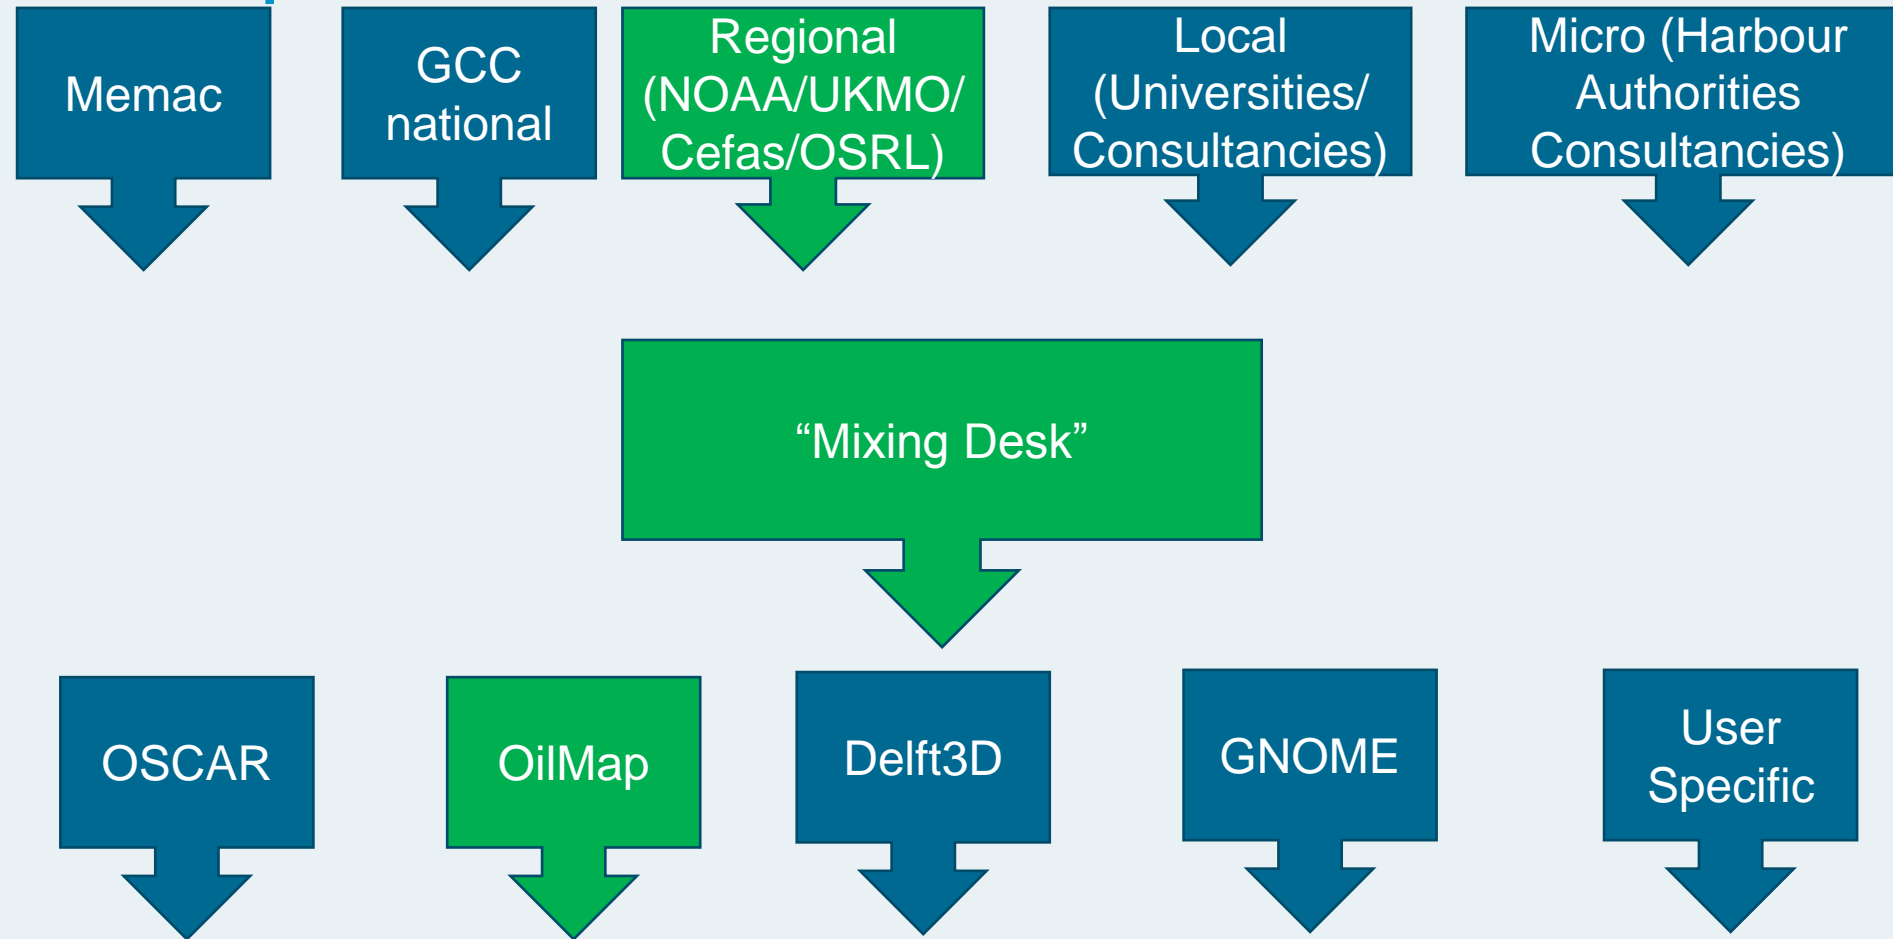 Memac
GCC
national
Regional
(NOAA/UKMO/
Cefas/OSRL)
Local
(Universities/
Consultancies)
Micro (Harbour
Authorities
Consultancies)
“Mixing Desk”
OSCAR
OilMap
Delft3D
GNOME
User
Specific